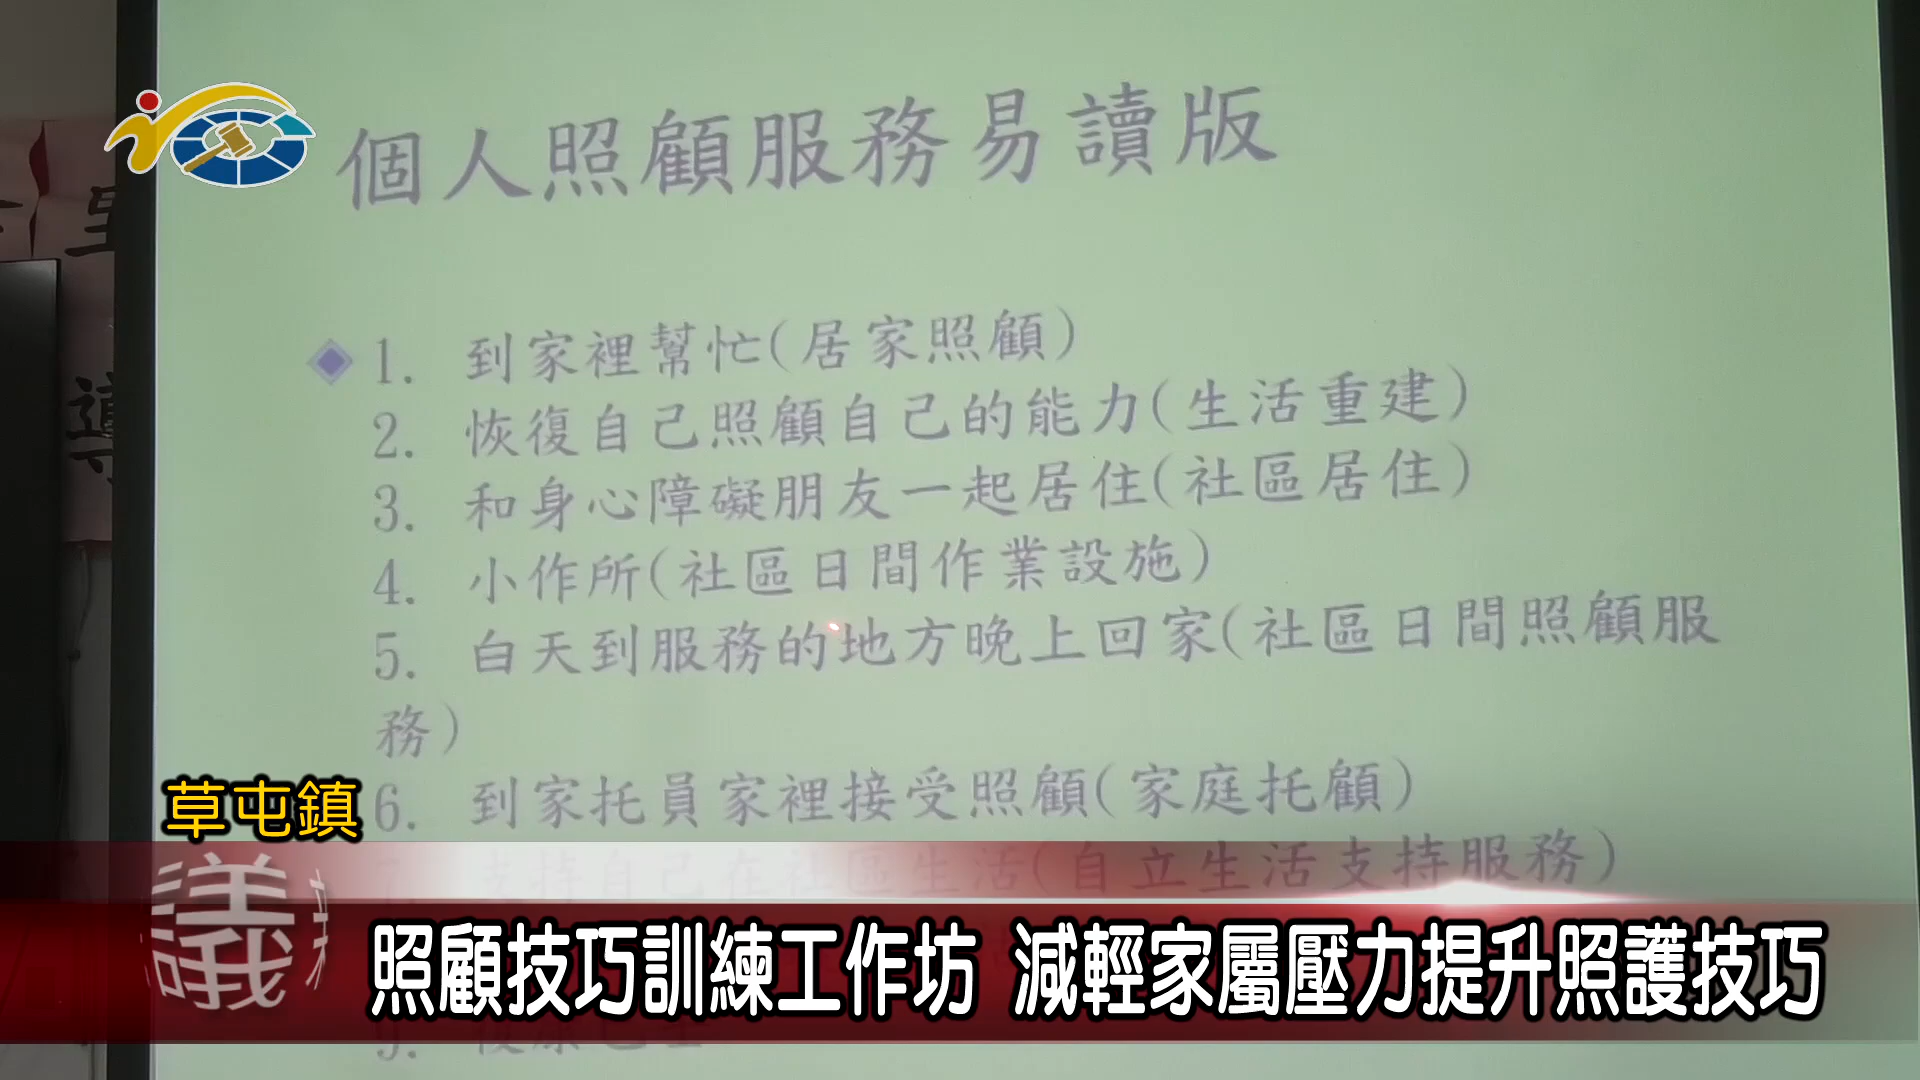 個人照顧服務易讀版
1. 到家裡幫忙(居家照顧)
2. 恢復自己照顧自己的能力(生活重建)
3. 和身心障礙朋友一起居住(社區居住)
4. 小作所(社區日間作業設施)
5. 白天到服務的地方晚上回家(社區日間照顧服
務)
6. 到家托員家裡接受照顧(家庭托顧)
7. 支持自己在社區生活(自立生活支持服務)
草屯鎮
議
照顧技巧訓練工作坊 減輕家屬壓力提升照護技巧
導